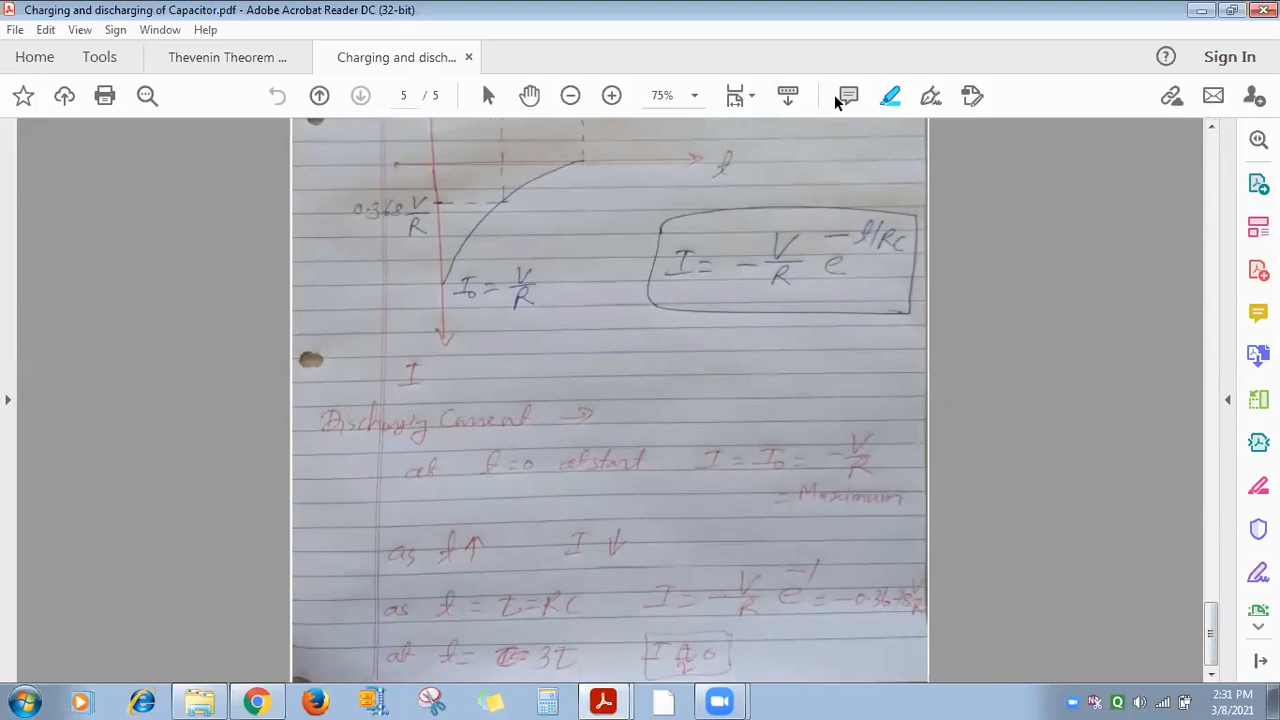 Charging and discharging of Capacitor.pdf - Adobe Acrobat Reader DC (32-bit)
File Edit View Sign Window Help
Home Tools Thevenin Theorem ... Charging and disch... ×
Sign In
5 / 5 75%
t
0.368 V/R
I = - V/R e^-t/RC
I₀ = V/R
I
Discharging Current →
at t=0 at start I = I₀ = - V/R
= Maximum
as t↑ I ↓
as t = τ = RC I = - V/R e^-1 = -0.3678 V/R
at t = 3τ I ≈ 0
2:31 PM
3/8/2021